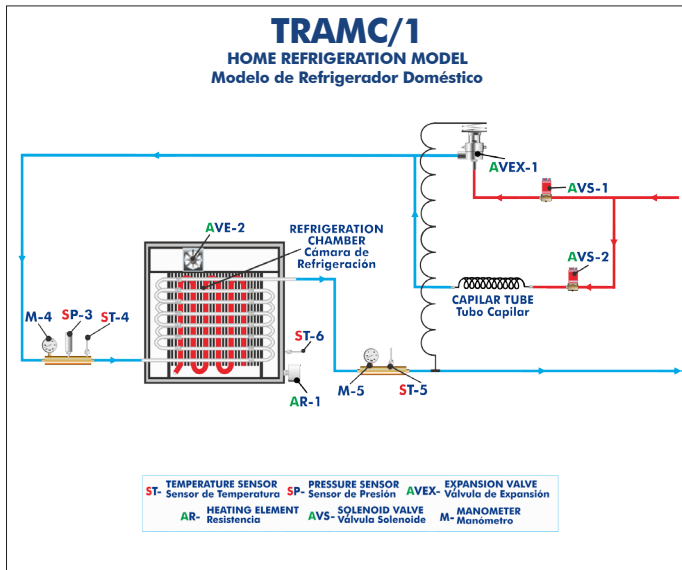 TRAMC/1
HOME REFRIGERATION MODEL
Modelo de Refrigerador Doméstico
AVEX-1
AVS-1
AVE-2
REFRIGERATION
CHAMBER
Cámara de
Refrigeración
AVS-2
CAPILAR TUBE
Tubo Capilar
M-4
SP-3
ST-4
ST-6
AR-1
M-5
ST-5
ST- TEMPERATURE SENSOR
Sensor de Temperatura
SP- PRESSURE SENSOR
Sensor de Presión
AVEX- EXPANSION VALVE
Válvula de Expansión
AR- HEATING ELEMENT
Resistencia
AVS- SOLENOID VALVE
Válvula Solenoide
M- MANOMETER
Manómetro